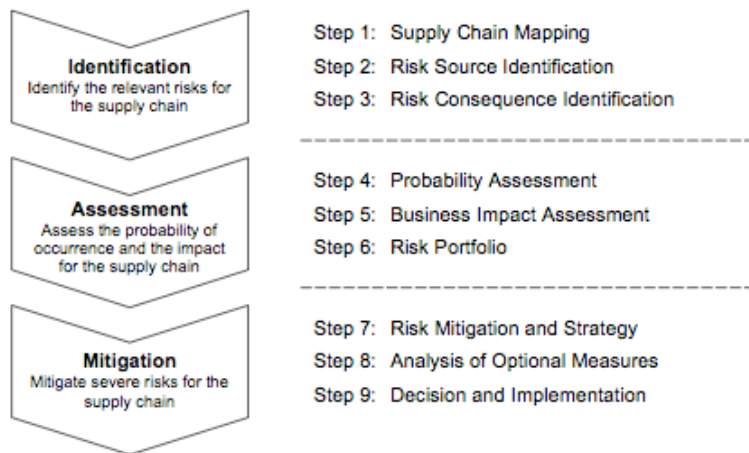 Identification
Identify the relevant risks for
the supply chain
Step 1: Supply Chain Mapping
Step 2: Risk Source Identification
Step 3: Risk Consequence Identification
Assessment
Assess the probability of
occurrence and the impact
for the supply chain
Step 4: Probability Assessment
Step 5: Business Impact Assessment
Step 6: Risk Portfolio
Mitigation
Mitigate severe risks for the
supply chain
Step 7: Risk Mitigation and Strategy
Step 8: Analysis of Optional Measures
Step 9: Decision and Implementation